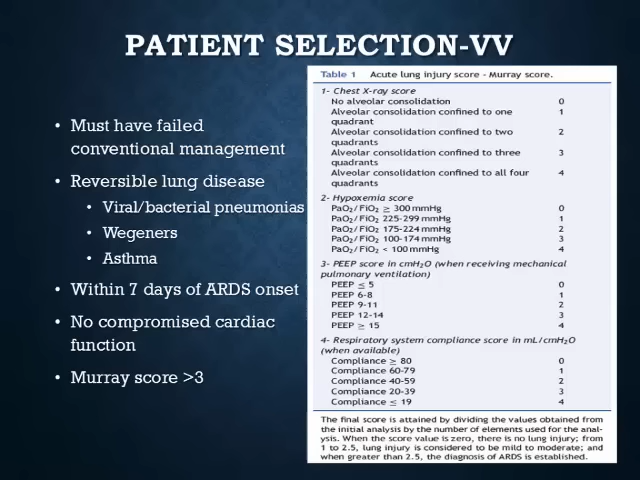 PATIENT SELECTION-VV
• Must have failed
conventional management
• Reversible lung disease
• Viral/bacterial pneumonias
• Wegeners
• Asthma
• Within 7 days of ARDS onset
• No compromised cardiac
function
• Murray score >3
Table 1 Acute lung injury score - Murray score.
1- Chest X-ray score
No alveolar consolidation 0
Alveolar consolidation confined to one 1
quadrant
Alveolar consolidation confined to two 2
quadrants
Alveolar consolidation confined to three 3
quadrants
Alveolar consolidation confined to all four 4
quadrants
2- Hypoxemia score
PaO₂/FiO₂ ≥ 300 mmHg 0
PaO₂/FiO₂ 225-299 mmHg 1
PaO₂/FiO₂ 175-224 mmHg 2
PaO₂/FiO₂ 100-174 mmHg 3
PaO₂/FiO₂ < 100 mmHg 4
3- PEEP score in cmH₂O (when receiving mechanical
pulmonary ventilation)
PEEP ≤ 5 0
PEEP 6-8 1
PEEP 9-11 2
PEEP 12-14 3
PEEP ≥ 15 4
4- Respiratory system compliance score in mL/cmH₂O
(when available)
Compliance ≥ 80 0
Compliance 60-79 1
Compliance 40-59 2
Compliance 20-39 3
Compliance ≤ 19 4
The final score is attained by dividing the values obtained from
the initial analysis by the number of elements used for the anal-
ysis. When the score value is zero, there is no lung injury; from
1 to 2.5, lung injury is considered to be mild to moderate; and
when greater than 2.5, the diagnosis of ARDS is established.